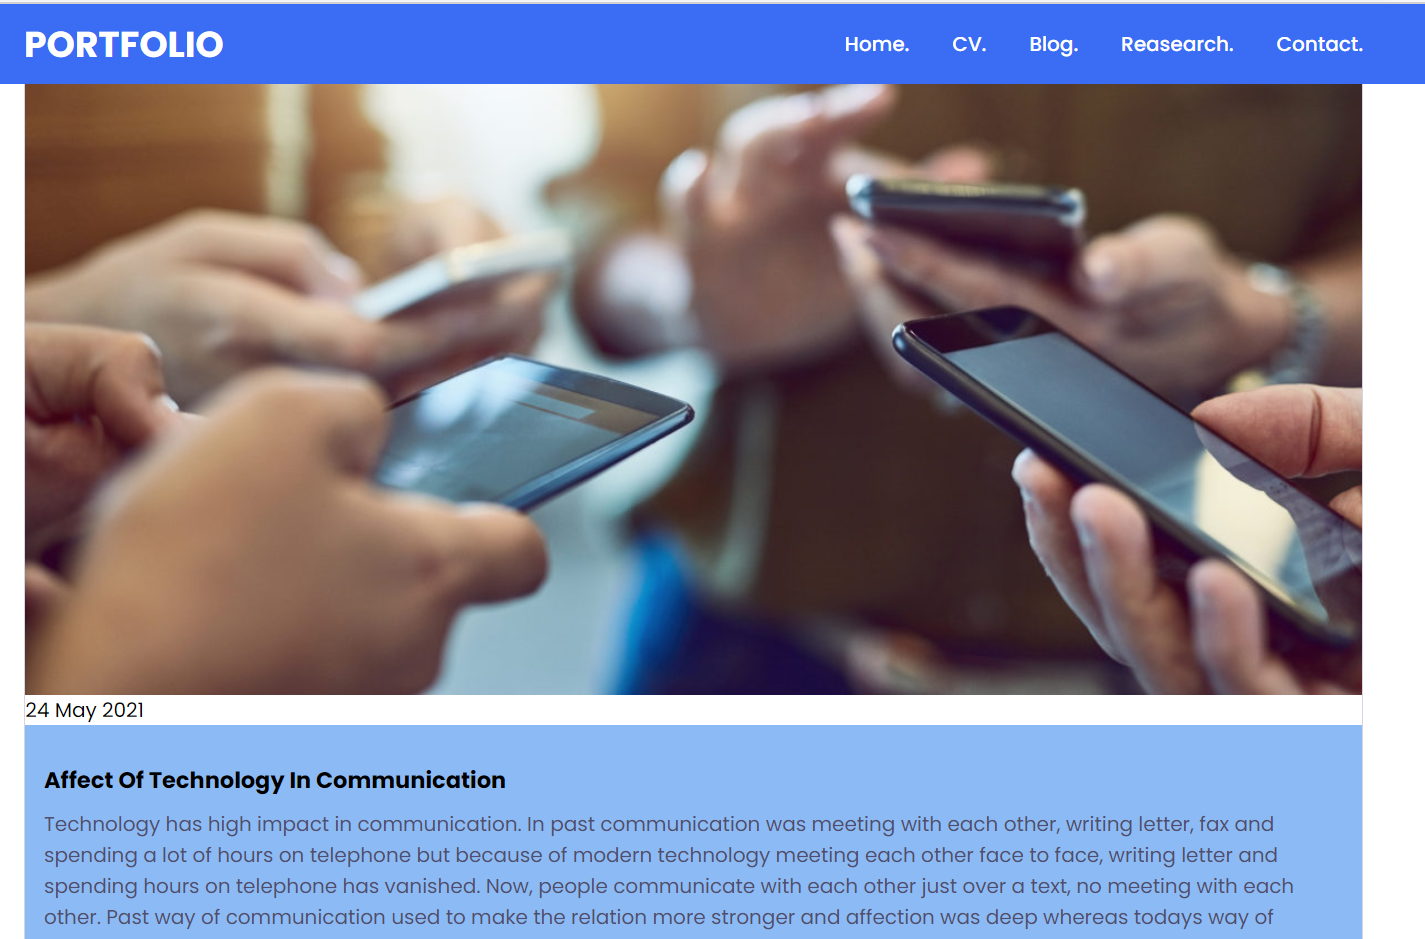 PORTFOLIO
Home. CV. Blog. Reasearch. Contact.
24 May 2021
Affect Of Technology In Communication
Technology has high impact in communication. In past communication was meeting with each other, writing letter, fax and
spending a lot of hours on telephone but because of modern technology meeting each other face to face, writing letter and
spending hours on telephone has vanished. Now, people communicate with each other just over a text, no meeting with each
other. Past way of communication used to make the relation more stronger and affection was deep whereas todays way of